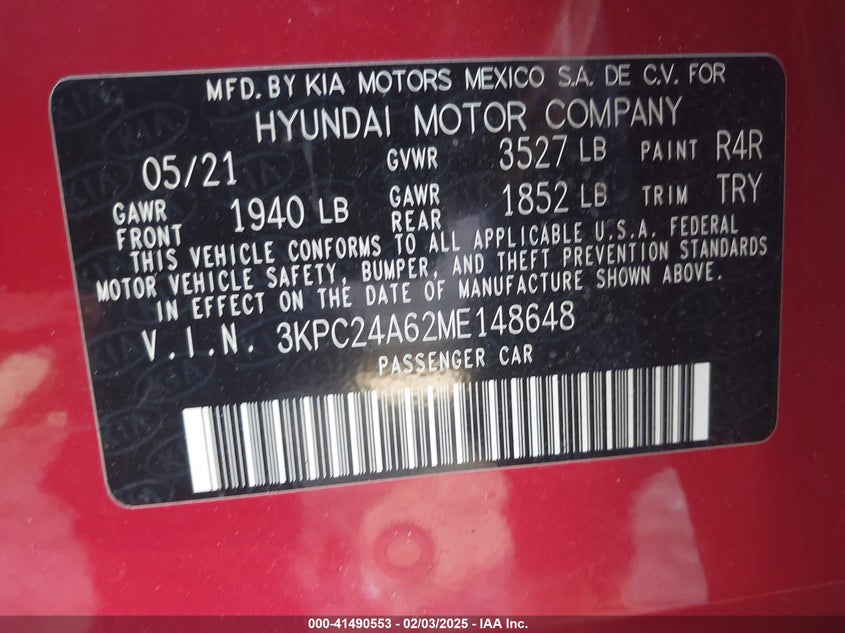 MFD. BY KIA MOTORS MEXICO S.A. DE C.V. FOR
HYUNDAI MOTOR COMPANY
05/21 GVWR 3527 LB PAINT R4R
GAWR FRONT 1940 LB GAWR REAR 1852 LB TRIM TRY
THIS VEHICLE CONFORMS TO ALL APPLICABLE U.S.A. FEDERAL
MOTOR VEHICLE SAFETY, BUMPER, AND THEFT PREVENTION STANDARDS
IN EFFECT ON THE DATE OF MANUFACTURE SHOWN ABOVE.
V.I.N. 3KPC24A62ME148648
PASSENGER CAR
000-41490553 - 02/03/2025 - IAA Inc.